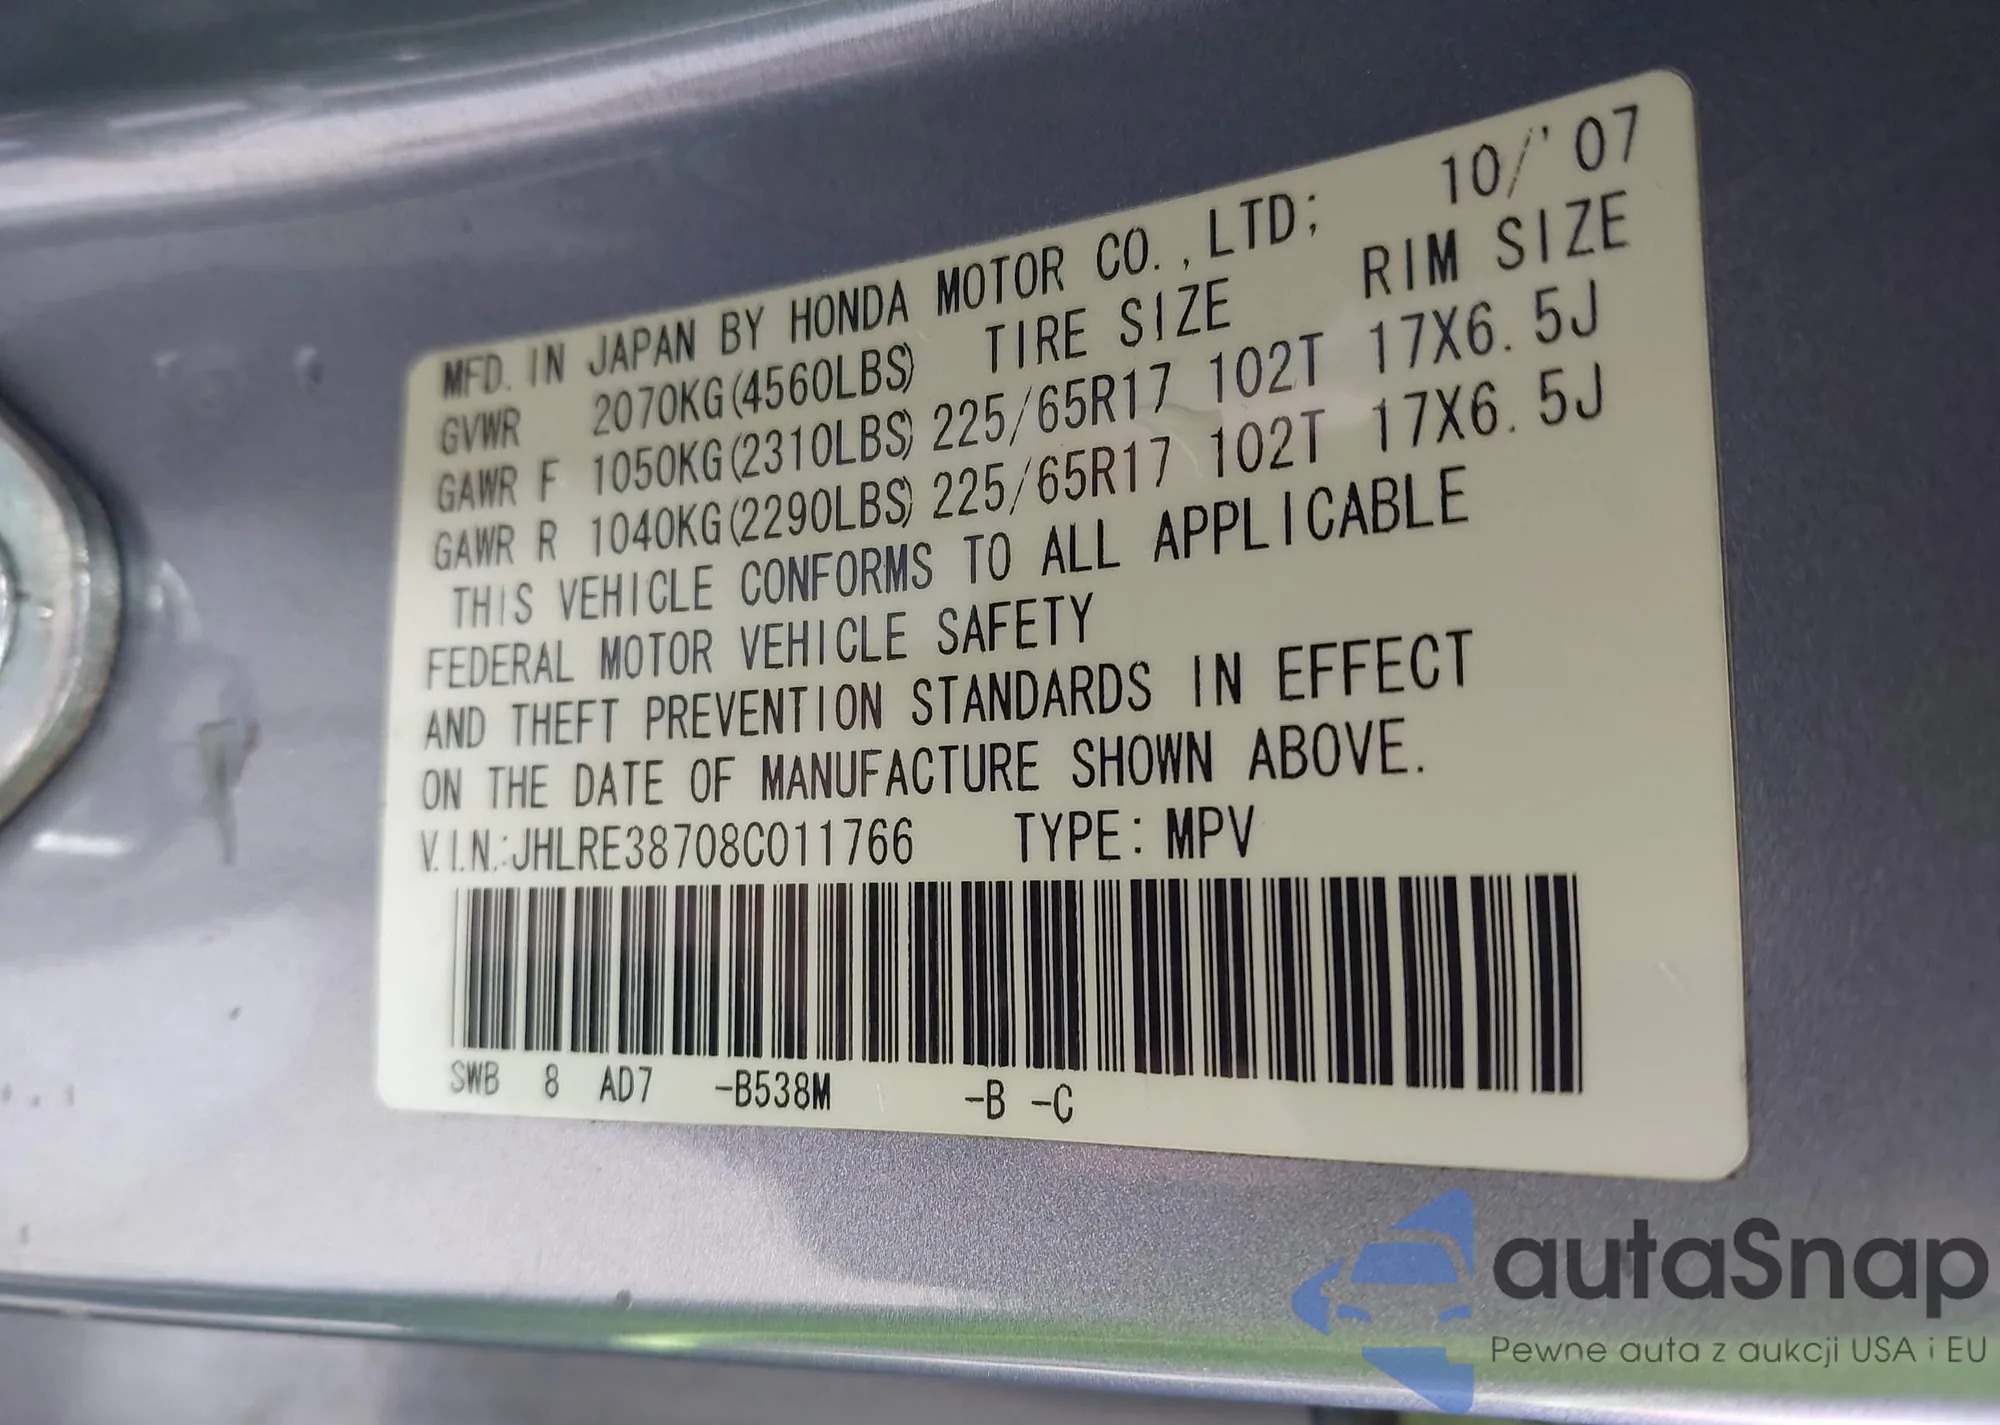 MFD. IN JAPAN BY HONDA MOTOR CO., LTD; 10/'07
GVWR 2070KG(4560LBS) TIRE SIZE RIM SIZE
GAWR F 1050KG(2310LBS) 225/65R17 102T 17X6.5J
GAWR R 1040KG(2290LBS) 225/65R17 102T 17X6.5J
THIS VEHICLE CONFORMS TO ALL APPLICABLE
FEDERAL MOTOR VEHICLE SAFETY
AND THEFT PREVENTION STANDARDS IN EFFECT
ON THE DATE OF MANUFACTURE SHOWN ABOVE.
V.I.N.:JHLRE38708C011766 TYPE: MPV
SWB 8 AD7 -B538M -B -C
autaSnap
Pewne auta z aukcji USA i EU